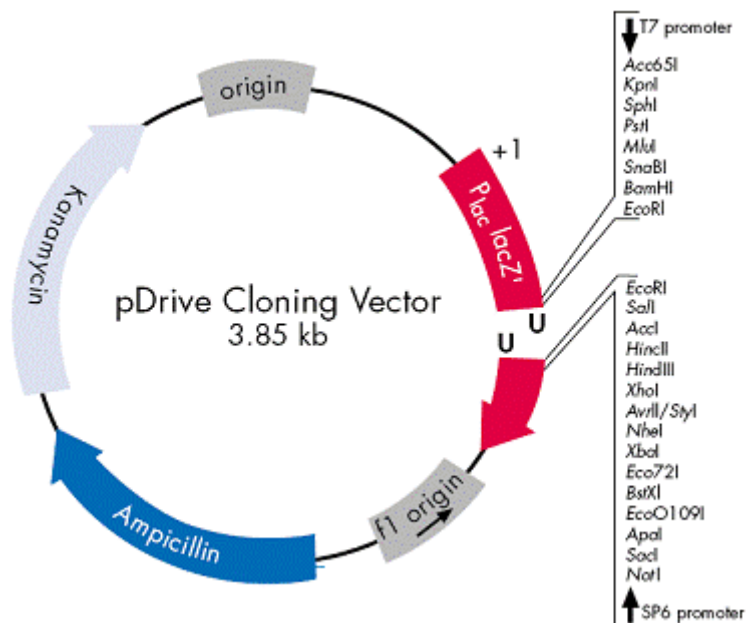 origin
+1
Plac lacZ'
U
U
f1 origin
Ampicillin
Kanamycin
pDrive Cloning Vector
3.85 kb
T7 promoter
Acc65I
KpnI
SphI
PstI
MluI
SnaBI
BamHI
EcoRI
EcoRI
SalI
AccI
HincII
HindIII
XhoI
AvrII/StyI
NheI
XbaI
Eco72I
BstXI
EcoO109I
ApaI
SacI
NotI
SP6 promoter